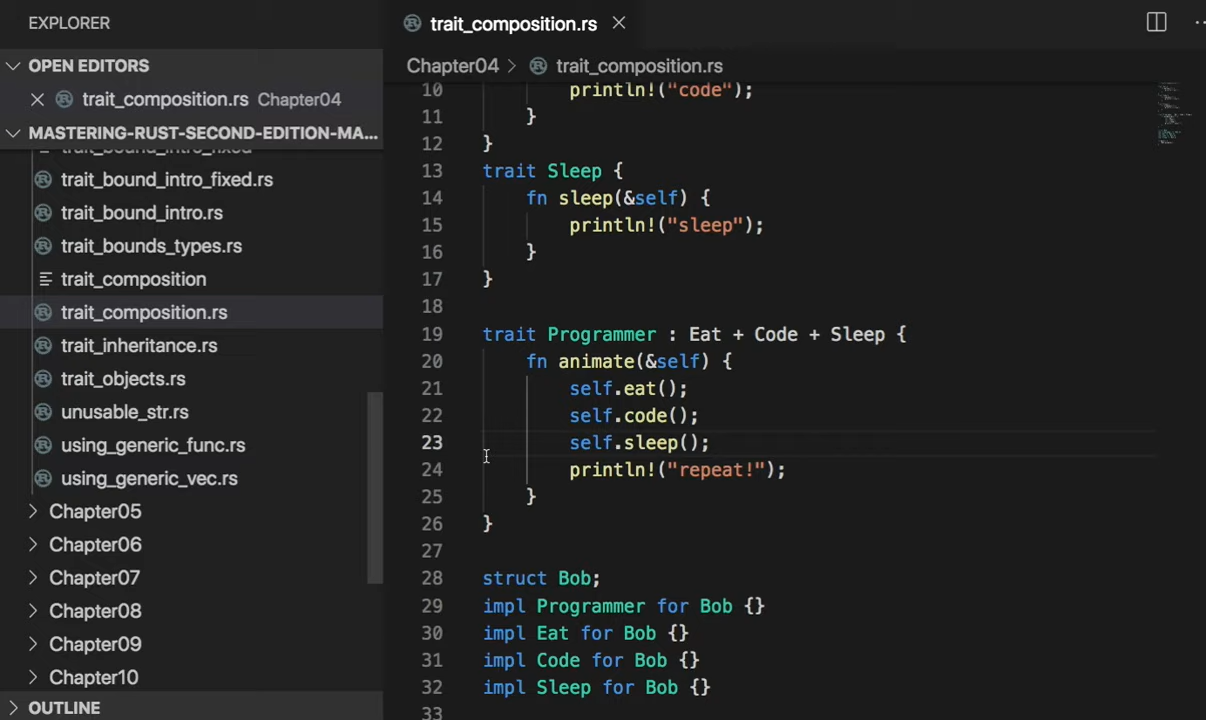 EXPLORER
OPEN EDITORS
trait_composition.rs Chapter04
MASTERING-RUST-SECOND-EDITION-MA...
trait_bound_intro_fixed
trait_bound_intro_fixed.rs
trait_bound_intro.rs
trait_bounds_types.rs
trait_composition
trait_composition.rs
trait_inheritance.rs
trait_objects.rs
unusable_str.rs
using_generic_func.rs
using_generic_vec.rs
Chapter05
Chapter06
Chapter07
Chapter08
Chapter09
Chapter10
OUTLINE
trait_composition.rs
Chapter04 > trait_composition.rs
10 println!("code");
11 }
12 }
13 trait Sleep {
14 fn sleep(&self) {
15 println!("sleep");
16 }
17 }
18
19 trait Programmer : Eat + Code + Sleep {
20 fn animate(&self) {
21 self.eat();
22 self.code();
23 self.sleep();
24 println!("repeat!");
25 }
26 }
27
28 struct Bob;
29 impl Programmer for Bob {}
30 impl Eat for Bob {}
31 impl Code for Bob {}
32 impl Sleep for Bob {}
33